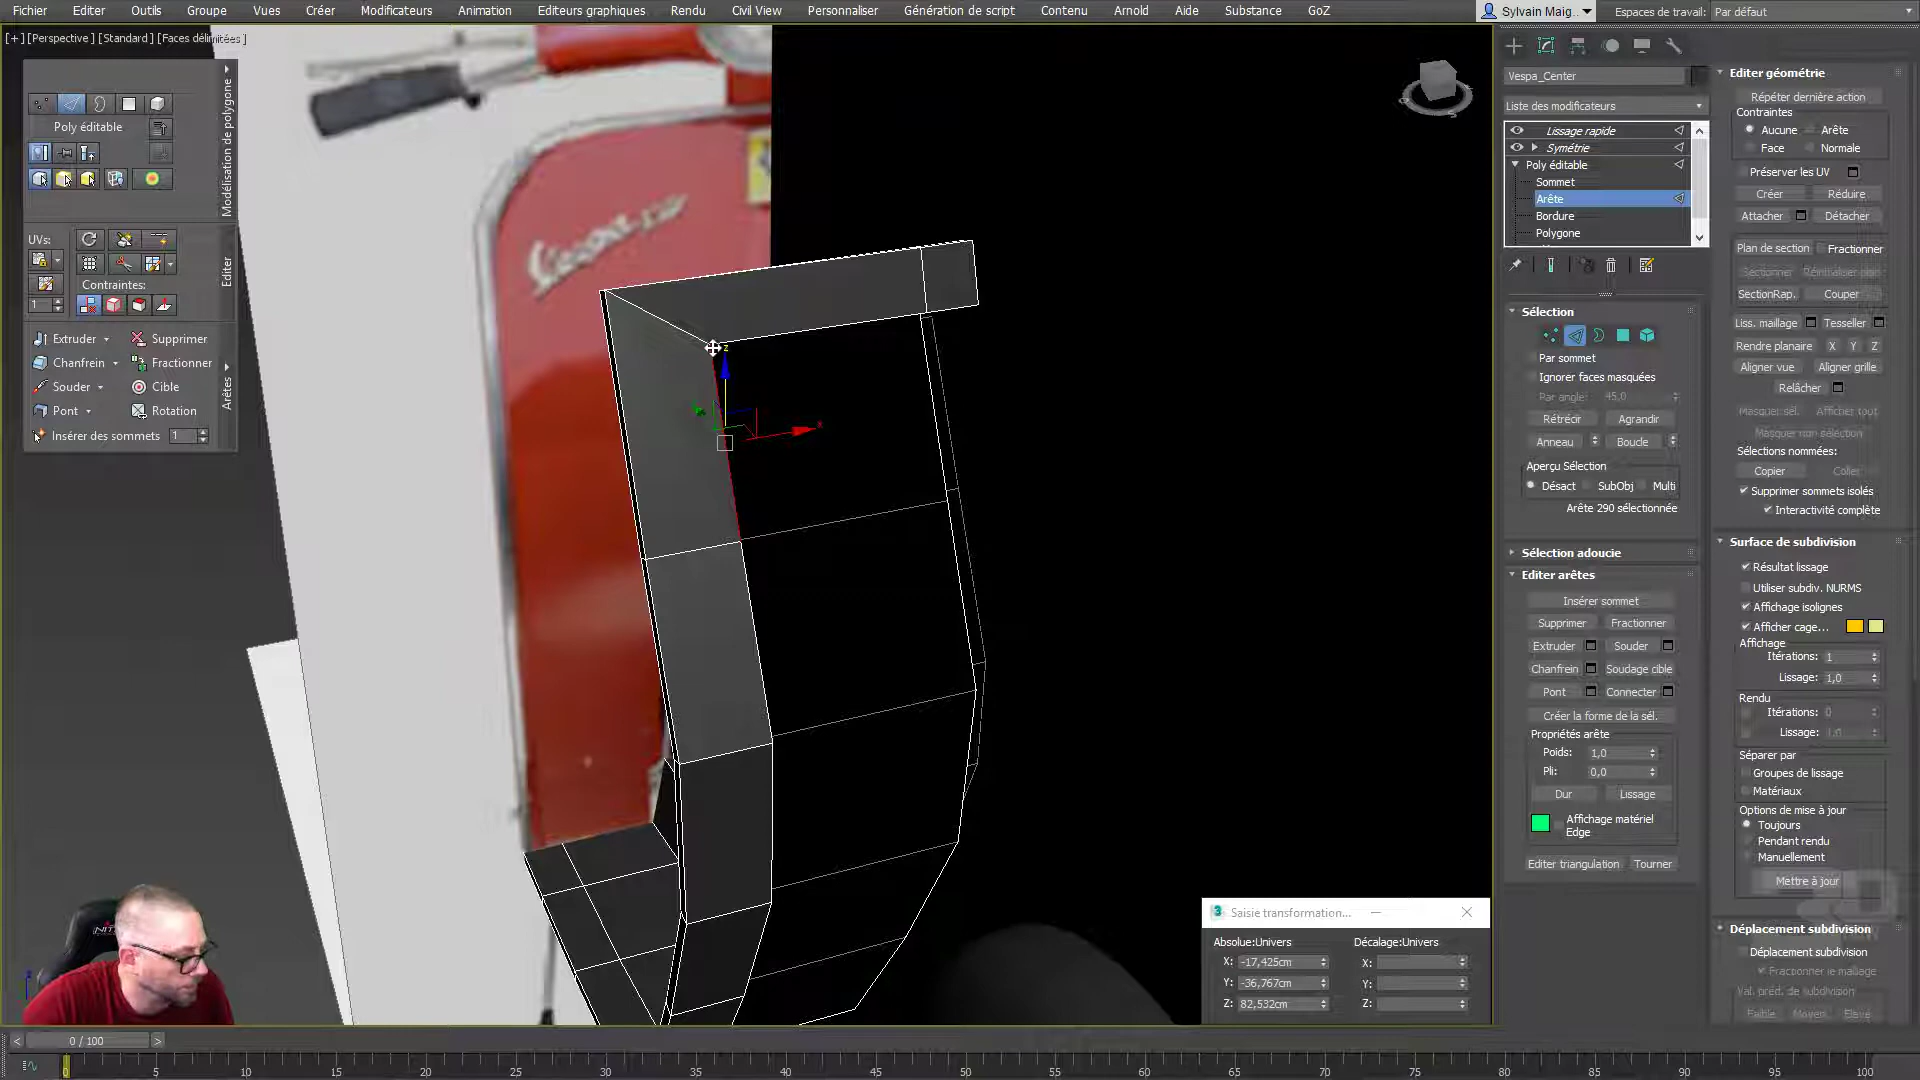 Fichier Editer Outils Groupe Vues Créer Modificateurs Animation Editeurs graphiques Rendu Civil View Personnaliser Génération de script Contenu Arnold Aide Substance GoZ Sylvain Maig... Espaces de travail: Par défaut
[+] [Perspective] [Standard] [Faces délimitées]
Poly éditable
Modélisation de polygone
UVs:
Editer
Contraintes:
1
Extruder Supprimer
Chanfrein Fractionner
Souder Cible
Pont Rotation
Arêtes
Insérer des sommets 1
z
x
Vespa_Center
Liste des modificateurs
Lissage rapide
Symétrie
Poly éditable
Sommet
Arête
Bordure
Polygone
Sélection
Par sommet
Ignorer faces masquées
Par angle: 45,0
Rétrécir Agrandir
Anneau Boucle
Aperçu Sélection
Désact SubObj Multi
Arête 290 sélectionnée
Sélection adoucie
Editer arêtes
Insérer sommet
Supprimer Fractionner
Extruder Souder
Chanfrein Soudage cible
Pont Connecter
Créer la forme de la sél.
Propriétés arête
Poids: 1,0
Pli: 0,0
Dur Lissage
Affichage matériel
Edge
Editer triangulation Tourner
Editer géométrie
Répéter dernière action
Contraintes
Aucune Arête
Face Normale
Préserver les UV
Créer Réduire
Attacher Détacher
Plan de section Fractionner
Sectionner
SectionRap. Couper
Liss. maillage Tesseller
Rendre planaire X Y Z
Aligner vue Aligner grille
Relâcher
Masquer sél. Afficher tout
Masquer non sélection
Sélections nommées:
Copier Coller
Supprimer sommets isolés
Interactivité complète
Surface de subdivision
Résultat lissage
Utiliser subdiv. NURMS
Affichage isolignes
Afficher cage...
Affichage
Itérations: 1
Lissage: 1,0
Rendu
Itérations: 0
Lissage: 1,0
Séparer par
Groupes de lissage
Matériaux
Options de mise à jour
Toujours
Pendant rendu
Manuellement
Mettre à jour
Déplacement subdivision
Déplacement subdivision
Fractionner le maillage
Val. préd. de subdivision
Faible Moyen Elevé
Saisie transformation...
Absolue:Univers Décalage:Univers
X: -17,425cm X:
Y: -36,767cm Y:
Z: 82,532cm Z:
< 0 / 100 >
0 5 10 15 20 25 30 35 40 45 50 55 60 65 70 75 80 85 90 95 100